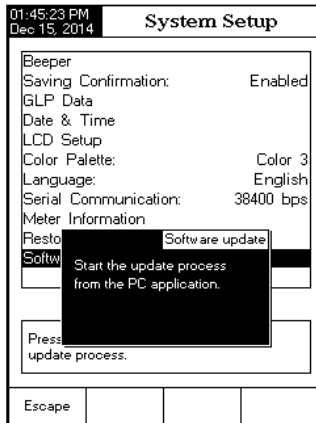 01:45:23 PM
Dec 15, 2014
System Setup
Beeper
Saving Confirmation: Enabled
GLP Data
Date & Time
LCD Setup
Color Palette: Color 3
Language: English
Serial Communication: 38400 bps
Meter Information
Resto
Softw
Software update
Start the update process
from the PC application.
Press
update process.
Escape